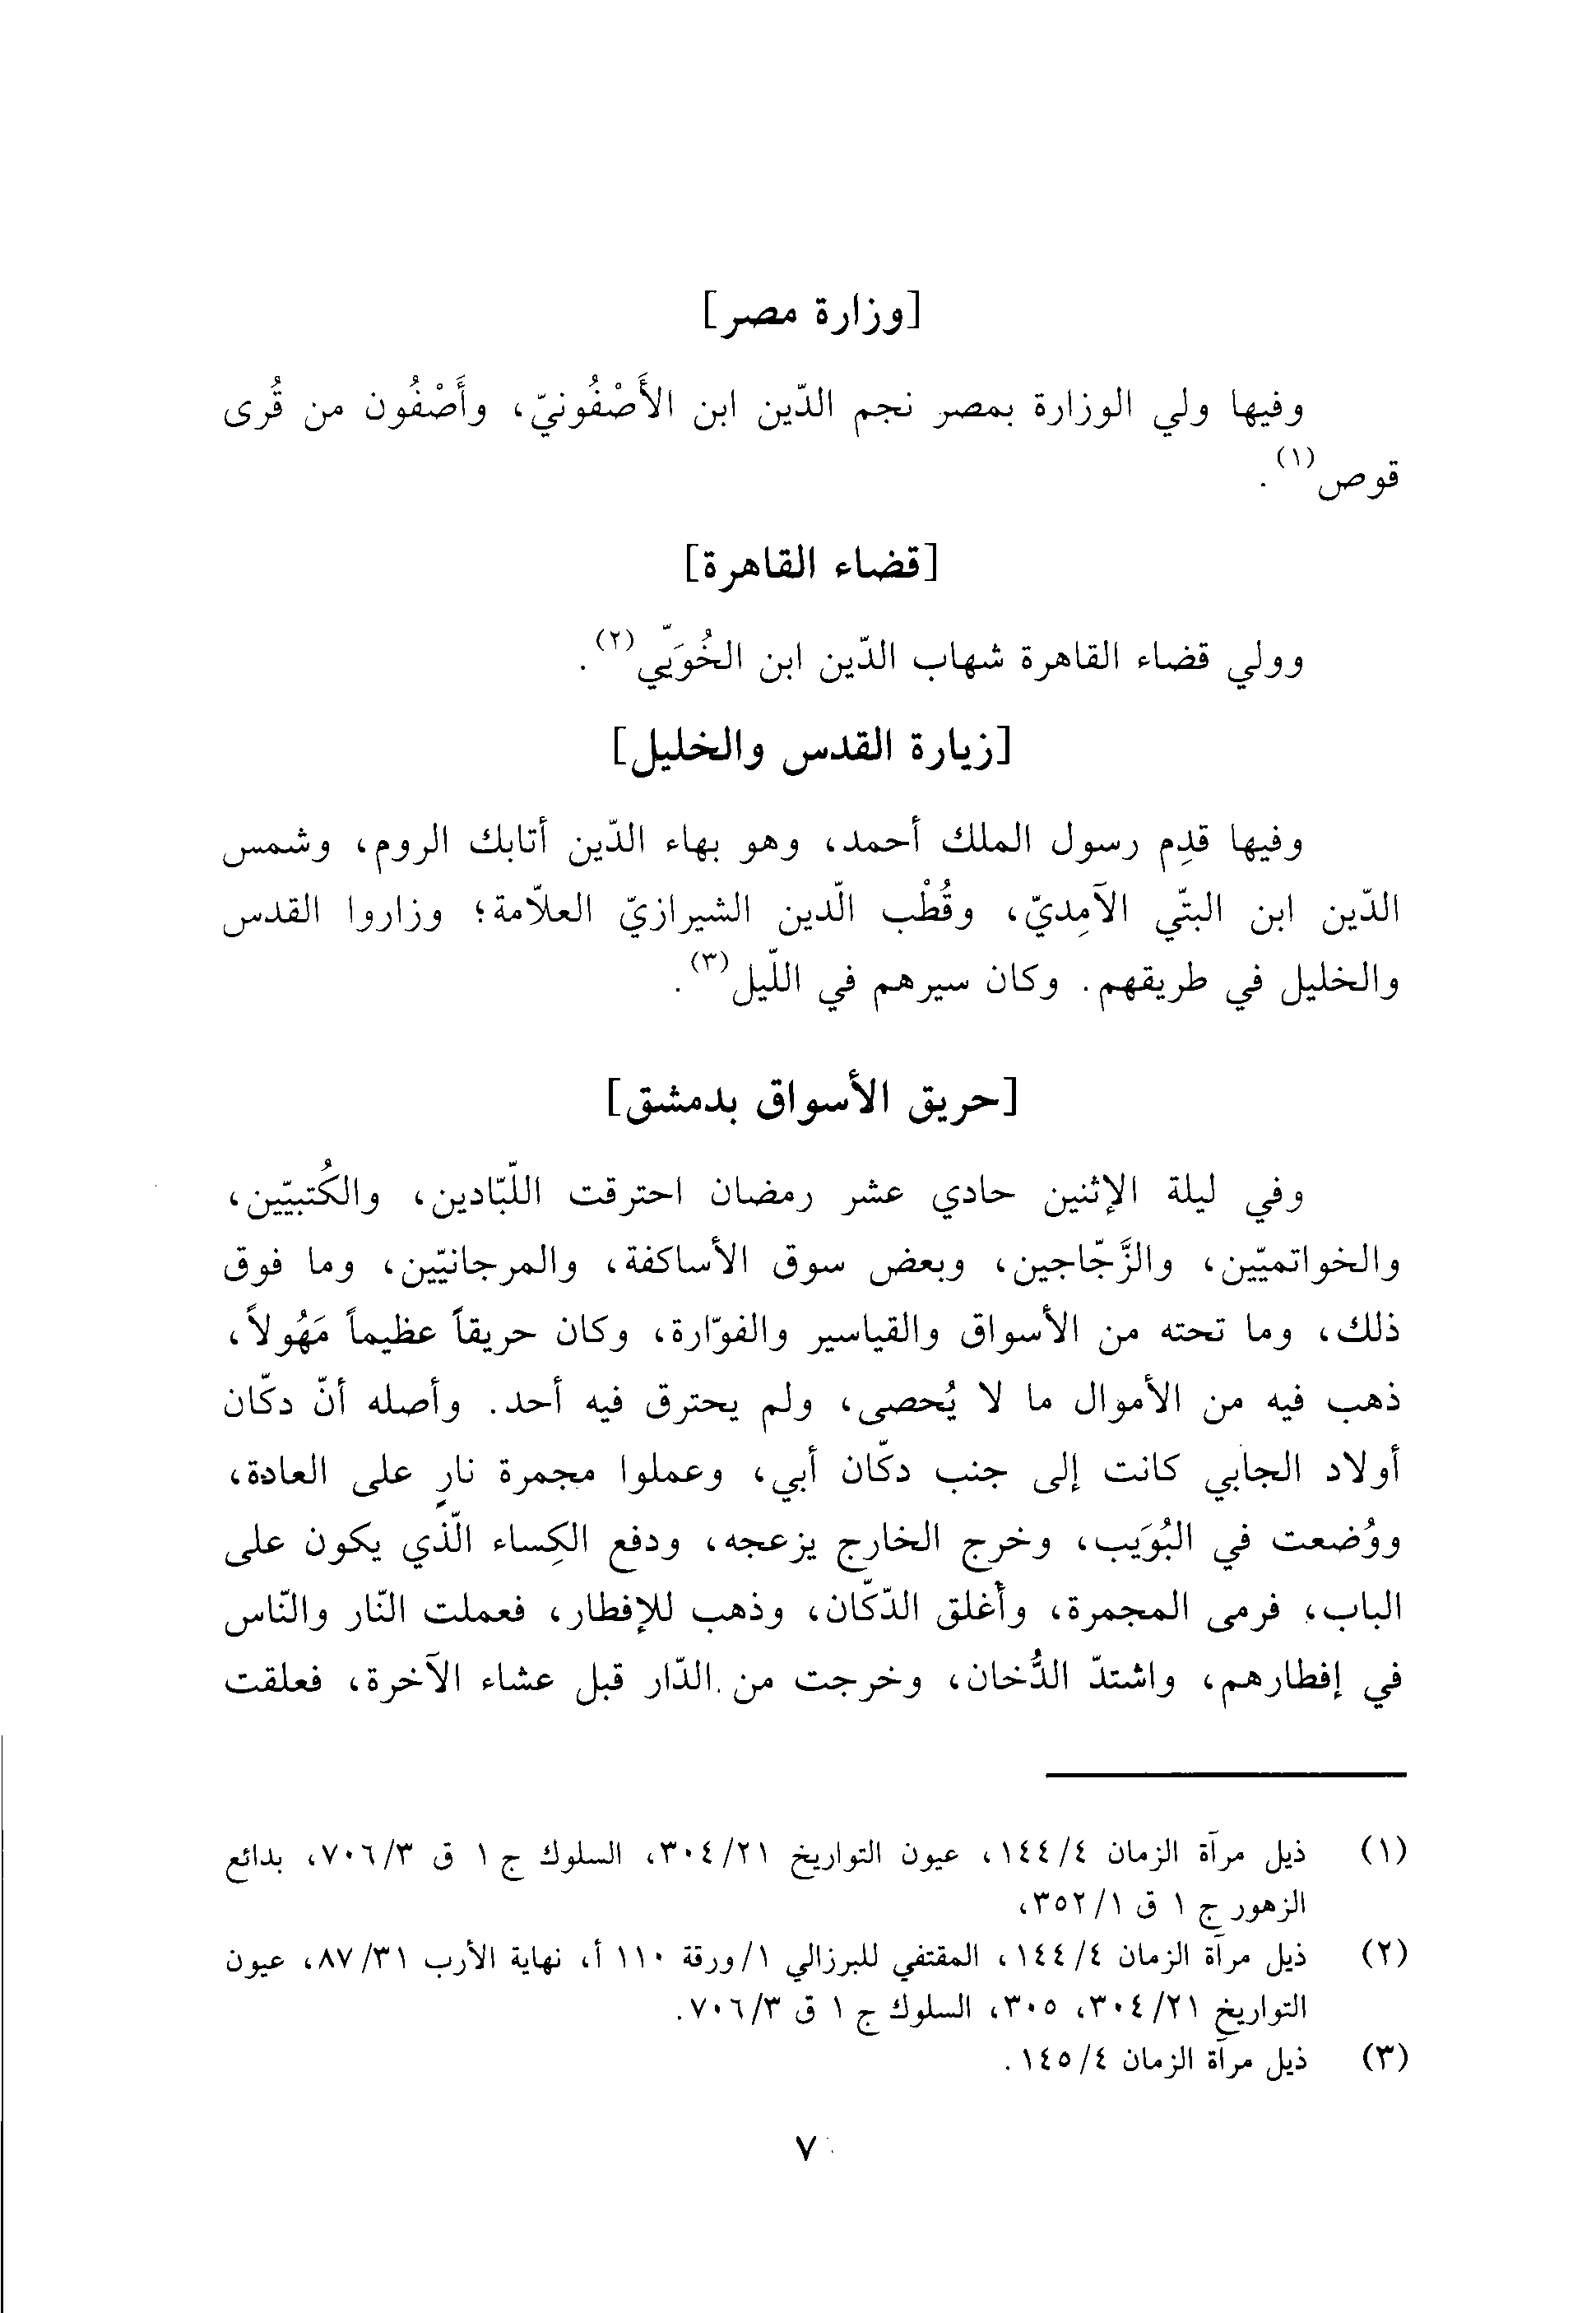 [وزارة مصر]
وفيها ولي الوزارة بمصر نجم الدّين ابن الأَصْفُونيّ، وأَصْفُون من قُرى
قوص(١).
[قضاء القاهرة]
وولي قضاء القاهرة شهاب الدّين ابن الخُوَيّي(٢).
[زيارة القدس والخليل]
وفيها قدِم رسول الملك أحمد، وهو بهاء الدّين أتابك الروم، وشمس
الدّين ابن البتّي الآمِديّ، وقُطْب الّدين الشيرازيّ العلاّمة؛ وزاروا القدس
والخليل في طريقهم. وكان سيرهم في اللّيل(٣).
[حريق الأسواق بدمشق]
وفي ليلة الإثنين حادي عشر رمضان احترقت اللّبّادين، والكُتبيّين،
والخواتميّين، والزَّجّاجين، وبعض سوق الأساكفة، والمرجانيّين، وما فوق
ذلك، وما تحته من الأسواق والقياسير والفوّارة، وكان حريقاً عظيماً مَهُولاً،
ذهب فيه من الأموال ما لا يُحصى، ولم يحترق فيه أحد. وأصله أنّ دكّان
أولاد الجابي كانت إلى جنب دكّان أبي، وعملوا مجمرة نارٍ على العادة،
ووُضعت في البُوَيب، وخرج الخارج يزعجه، ودفع الكِساء الّذي يكون على
الباب، فرمى المجمرة، وأغلق الدّكّان، وذهب للإفطار، فعملت النّار والنّاس
في إفطارهم، واشتدّ الدُّخان، وخرجت من الدّار قبل عشاء الآخرة، فعلقت
(١) ذيل مرآة الزمان ١٤٤/٤، عيون التواريخ ٣٠٤/٢١، السلوك ج ١ ق ٧٠٦/٣، بدائع
الزهور ج ١ ق ٣٥٢/١،
(٢) ذيل مرآة الزمان ١٤٤/٤، المقتفي للبرزالي ١/ورقة ١١٠ أ، نهاية الأرب ٨٧/٣١، عيون
التواريخ ٣٠٤/٢١، ٣٠٥، السلوك ج ١ ق ٧٠٦/٣.
(٣) ذيل مرآة الزمان ١٤٥/٤.
٧